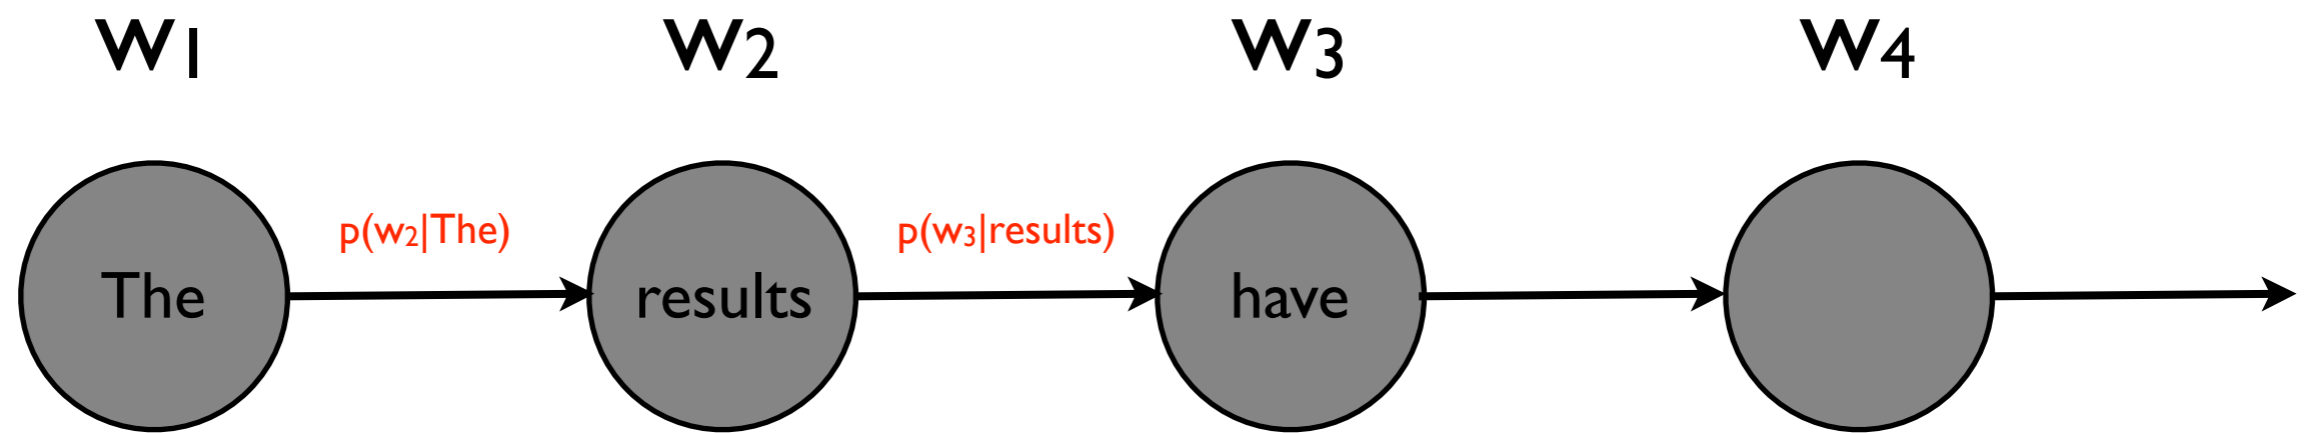 w1 w2 w3 w4
p(w2|The) p(w3|results)
The results have